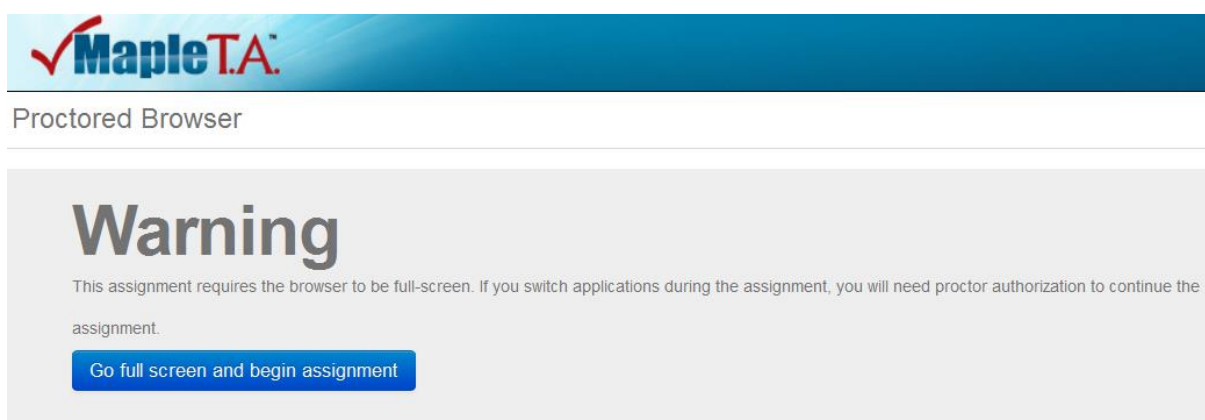 MapleT.A.™
Proctored Browser
Warning
This assignment requires the browser to be full-screen. If you switch applications during the assignment, you will need proctor authorization to continue the
assignment.
Go full screen and begin assignment